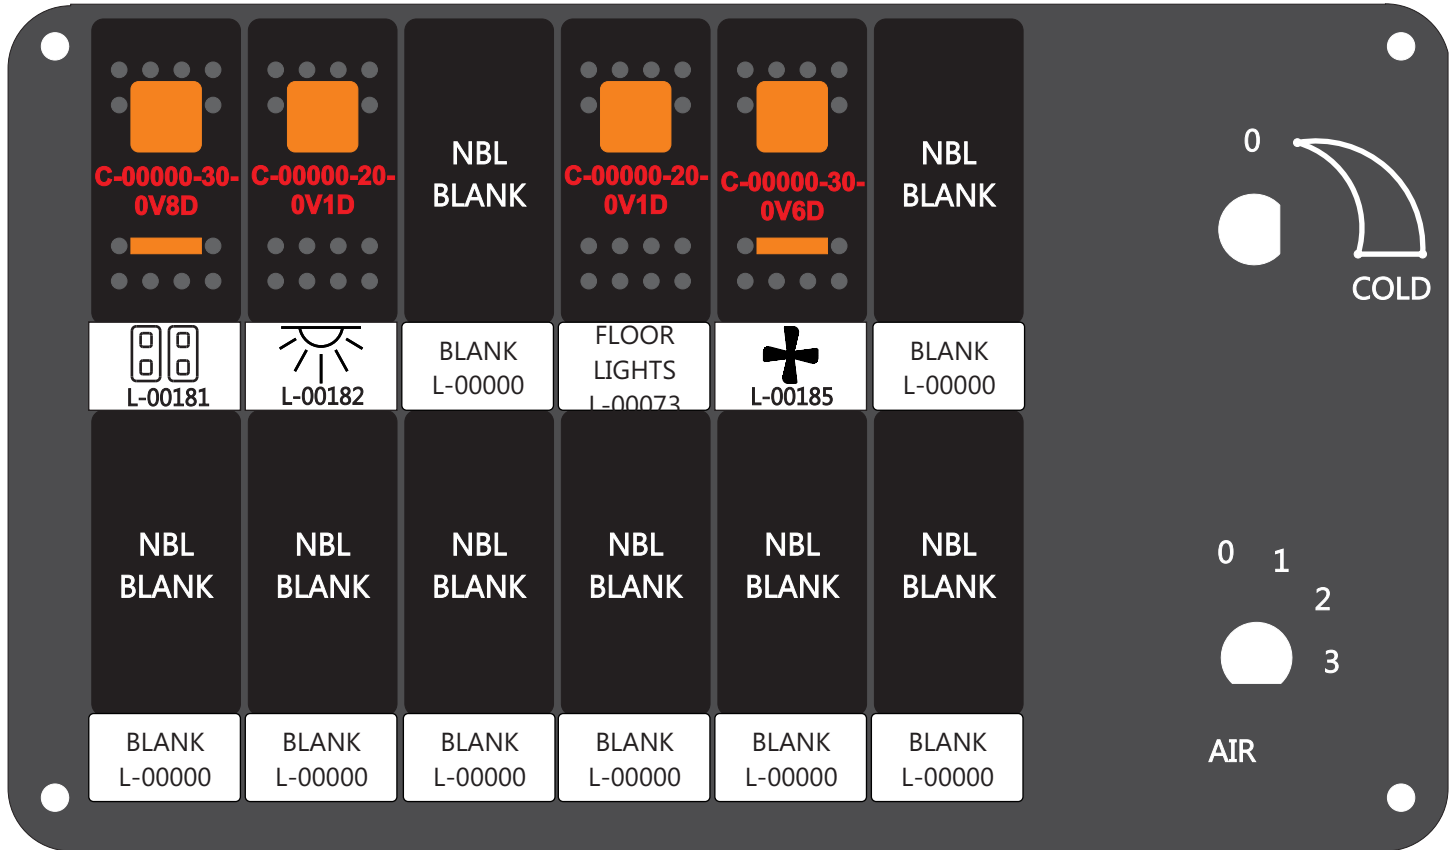 C-00000-30-
0V8D
C-00000-20-
0V1D
NBL
BLANK
C-00000-20-
0V1D
C-00000-30-
0V6D
NBL
BLANK
L-00181
L-00182
BLANK
L-00000
FLOOR
LIGHTS
L-00073
L-00185
BLANK
L-00000
NBL
BLANK
NBL
BLANK
NBL
BLANK
NBL
BLANK
NBL
BLANK
NBL
BLANK
BLANK
L-00000
BLANK
L-00000
BLANK
L-00000
BLANK
L-00000
BLANK
L-00000
BLANK
L-00000
0
COLD
0
1
2
3
AIR